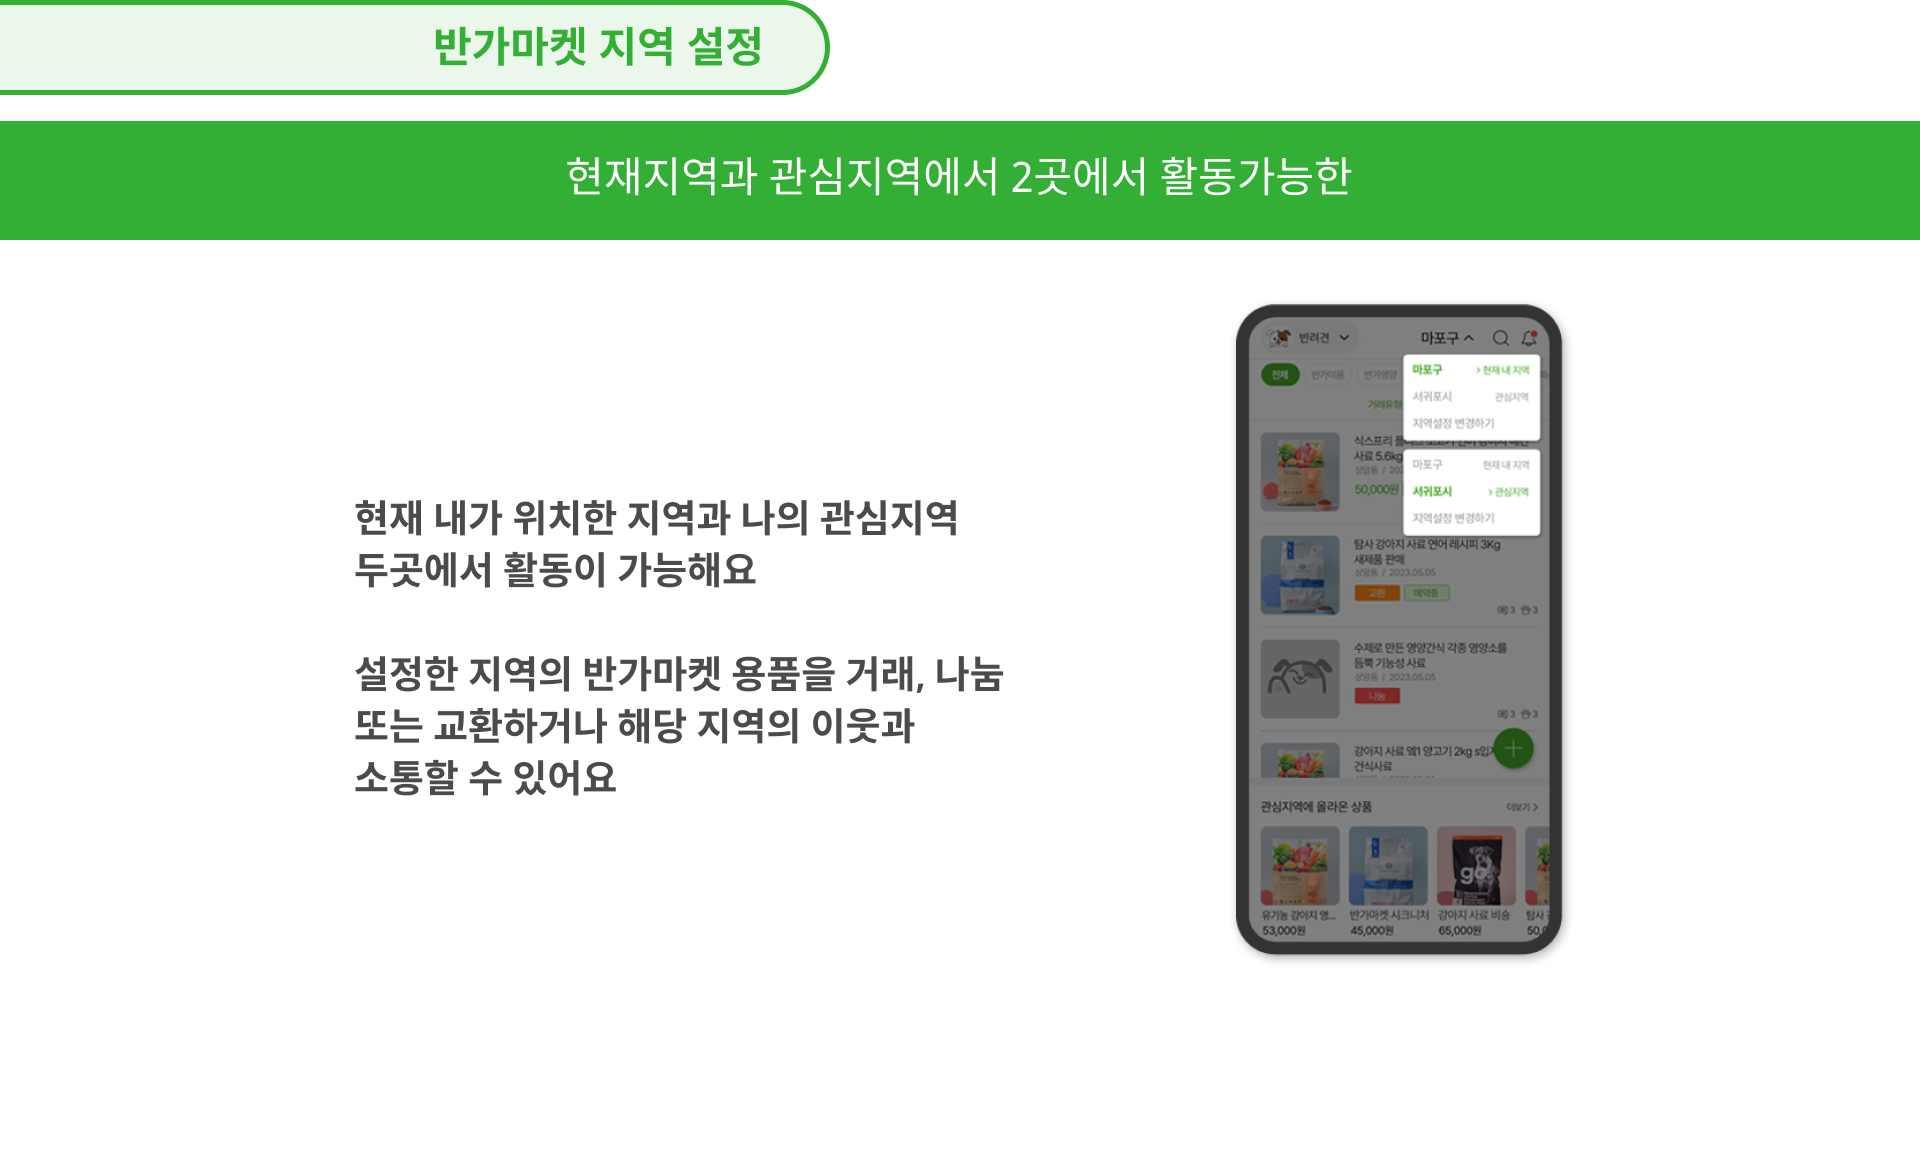 반가마켓 지역 설정
현재지역과 관심지역에서 2곳에서 활동가능한
현재 내가 위치한 지역과 나의 관심지역
두곳에서 활동이 가능해요
설정한 지역의 반가마켓 용품을 거래, 나눔
또는 교환하거나 해당 지역의 이웃과
소통할 수 있어요
반려견
마포구
전체
반가미용
반가영양
거래유형
마포구
> 현재 내 지역
서귀포시
관심지역
지역설정 변경하기
마포구
현재 내 지역
서귀포시
> 관심지역
지역설정 변경하기
식스프리
사료 5.6kg
상암동 / 202
50,000원
탐사 강아지 사료 연어 레시피 3Kg
새제품 판매
상암동 / 2023.05.05
교환
예약중
3
3
수제로 만든 영양간식 각종 영양소를
듬뿍 기능성 사료
상암동 / 2023.05.05
나눔
3
3
강아지 사료 웰1 양고기 2kg s입자
건식사료
관심지역에 올라온 상품
더보기 >
go!
유기농 강아지 영...
53,000원
반가마켓 시크니처
45,000원
강아지 사료 비숑
65,000원
탐사
50,0